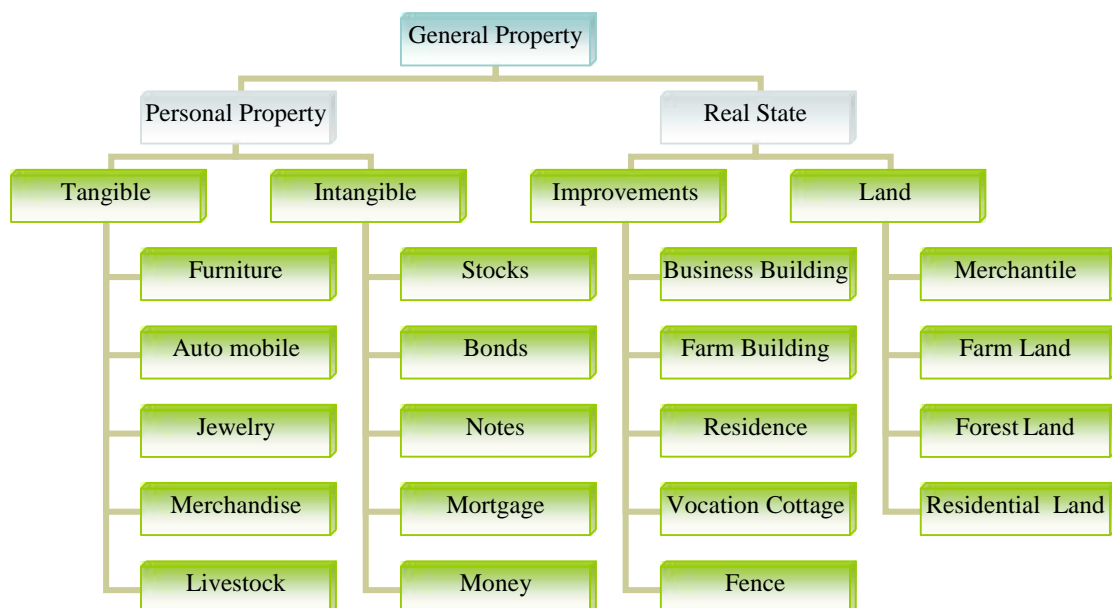 General Property
Personal Property
Real State
Tangible
Intangible
Improvements
Land
Furniture
Stocks
Business Building
Merchantile
Auto mobile
Bonds
Farm Building
Farm Land
Jewelry
Notes
Residence
Forest Land
Merchandise
Mortgage
Vocation Cottage
Residential Land
Livestock
Money
Fence